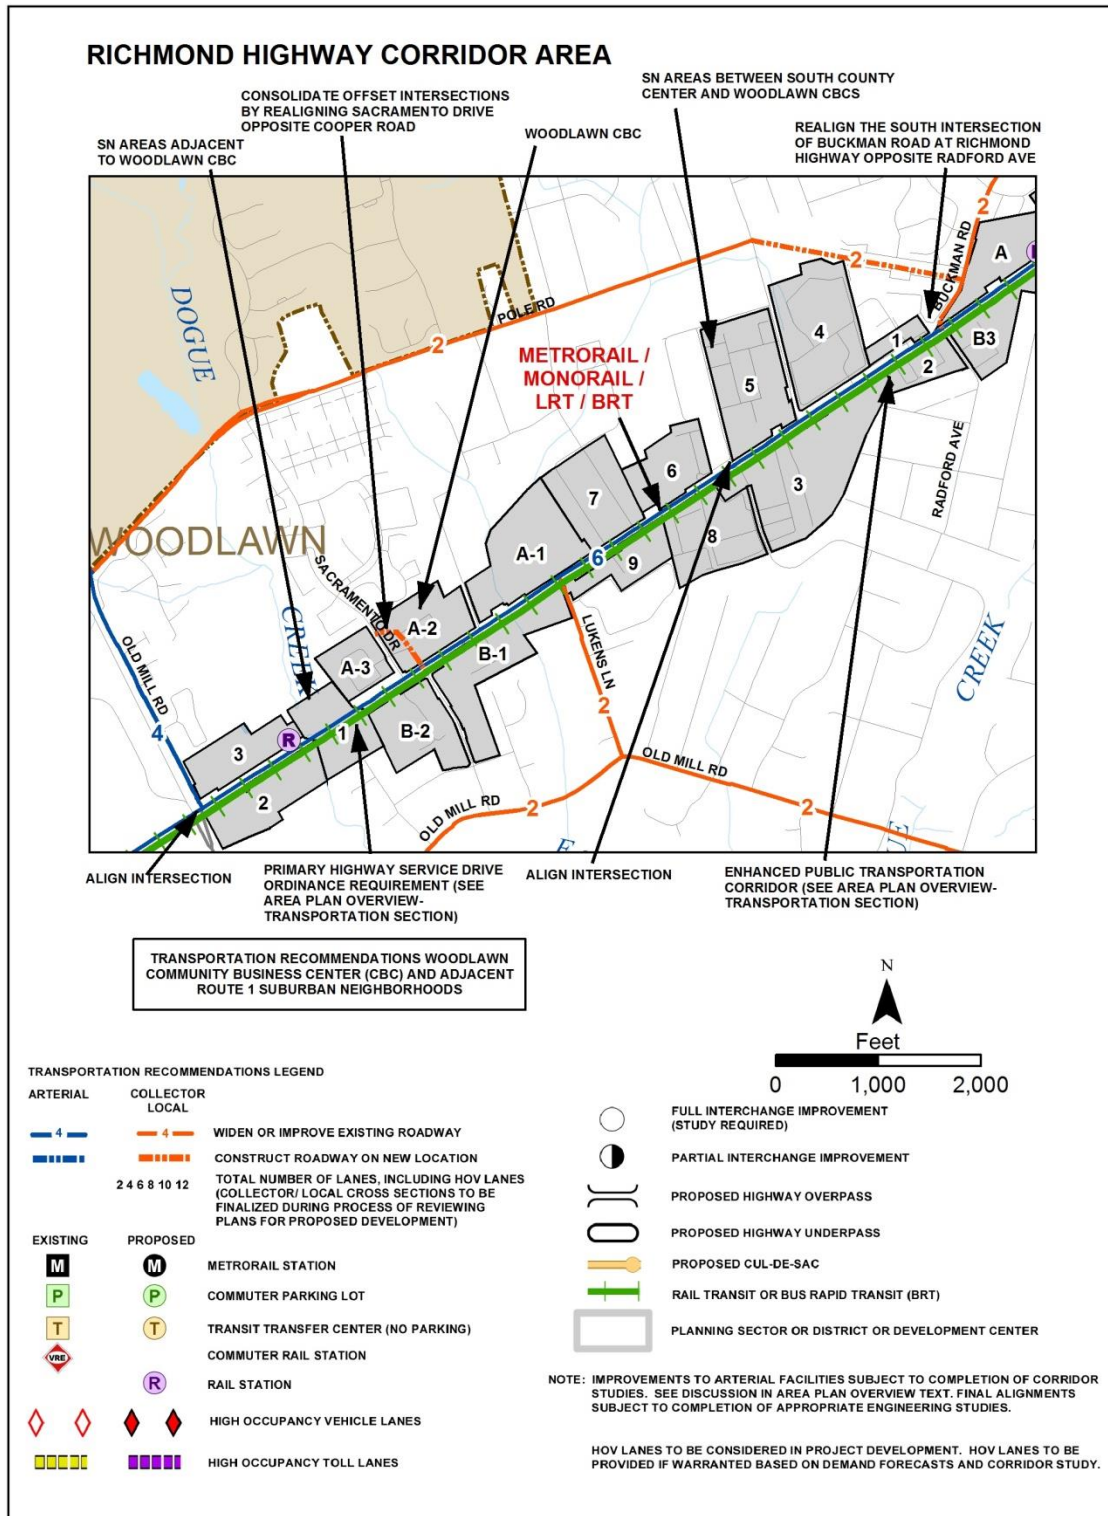 RICHMOND HIGHWAY CORRIDOR AREA
SN AREAS BETWEEN SOUTH COUNTY
CENTER AND WOODLAWN CBCS
CONSOLIDATE OFFSET INTERSECTIONS
BY REALIGNING SACRAMENTO DRIVE
OPPOSITE COOPER ROAD
WOODLAWN CBC
REALIGN THE SOUTH INTERSECTION
OF BUCKMAN ROAD AT RICHMOND
HIGHWAY OPPOSITE RADFORD AVE
SN AREAS ADJACENT
TO WOODLAWN CBC
2
BUCKMAN RD
A
2
DOGUE
POLE RD
2
4
1
2
B3
METRORAIL /
MONORAIL /
LRT / BRT
5
6
7
3
RADFORD AVE
8
9
6
A-1
WOODLAWN
SACRAMENTO DR
CREEK
A-2
A-3
B-1
B-2
LUKENS LN
2
CREEK
OLD MILL RD
4
3
R
1
2
OLD MILL RD
2
OLD MILL RD
2
ALIGN INTERSECTION
PRIMARY HIGHWAY SERVICE DRIVE
ORDINANCE REQUIREMENT (SEE
AREA PLAN OVERVIEW-
TRANSPORTATION SECTION)
ALIGN INTERSECTION
ENHANCED PUBLIC TRANSPORTATION
CORRIDOR (SEE AREA PLAN OVERVIEW-
TRANSPORTATION SECTION)
TRANSPORTATION RECOMMENDATIONS WOODLAWN
COMMUNITY BUSINESS CENTER (CBC) AND ADJACENT
ROUTE 1 SUBURBAN NEIGHBORHOODS
N
Feet
0 1,000 2,000
TRANSPORTATION RECOMMENDATIONS LEGEND
ARTERIAL
COLLECTOR
LOCAL
4 4 WIDEN OR IMPROVE EXISTING ROADWAY
CONSTRUCT ROADWAY ON NEW LOCATION
2 4 6 8 10 12 TOTAL NUMBER OF LANES, INCLUDING HOV LANES
(COLLECTOR/ LOCAL CROSS SECTIONS TO BE
FINALIZED DURING PROCESS OF REVIEWING
PLANS FOR PROPOSED DEVELOPMENT)
EXISTING PROPOSED
M M METRORAIL STATION
P P COMMUTER PARKING LOT
T T TRANSIT TRANSFER CENTER (NO PARKING)
VRE COMMUTER RAIL STATION
R RAIL STATION
HIGH OCCUPANCY VEHICLE LANES
HIGH OCCUPANCY TOLL LANES
FULL INTERCHANGE IMPROVEMENT
(STUDY REQUIRED)
PARTIAL INTERCHANGE IMPROVEMENT
PROPOSED HIGHWAY OVERPASS
PROPOSED HIGHWAY UNDERPASS
PROPOSED CUL-DE-SAC
RAIL TRANSIT OR BUS RAPID TRANSIT (BRT)
PLANNING SECTOR OR DISTRICT OR DEVELOPMENT CENTER
NOTE: IMPROVEMENTS TO ARTERIAL FACILITIES SUBJECT TO COMPLETION OF CORRIDOR
STUDIES. SEE DISCUSSION IN AREA PLAN OVERVIEW TEXT. FINAL ALIGNMENTS
SUBJECT TO COMPLETION OF APPROPRIATE ENGINEERING STUDIES.
HOV LANES TO BE CONSIDERED IN PROJECT DEVELOPMENT. HOV LANES TO BE
PROVIDED IF WARRANTED BASED ON DEMAND FORECASTS AND CORRIDOR STUDY.